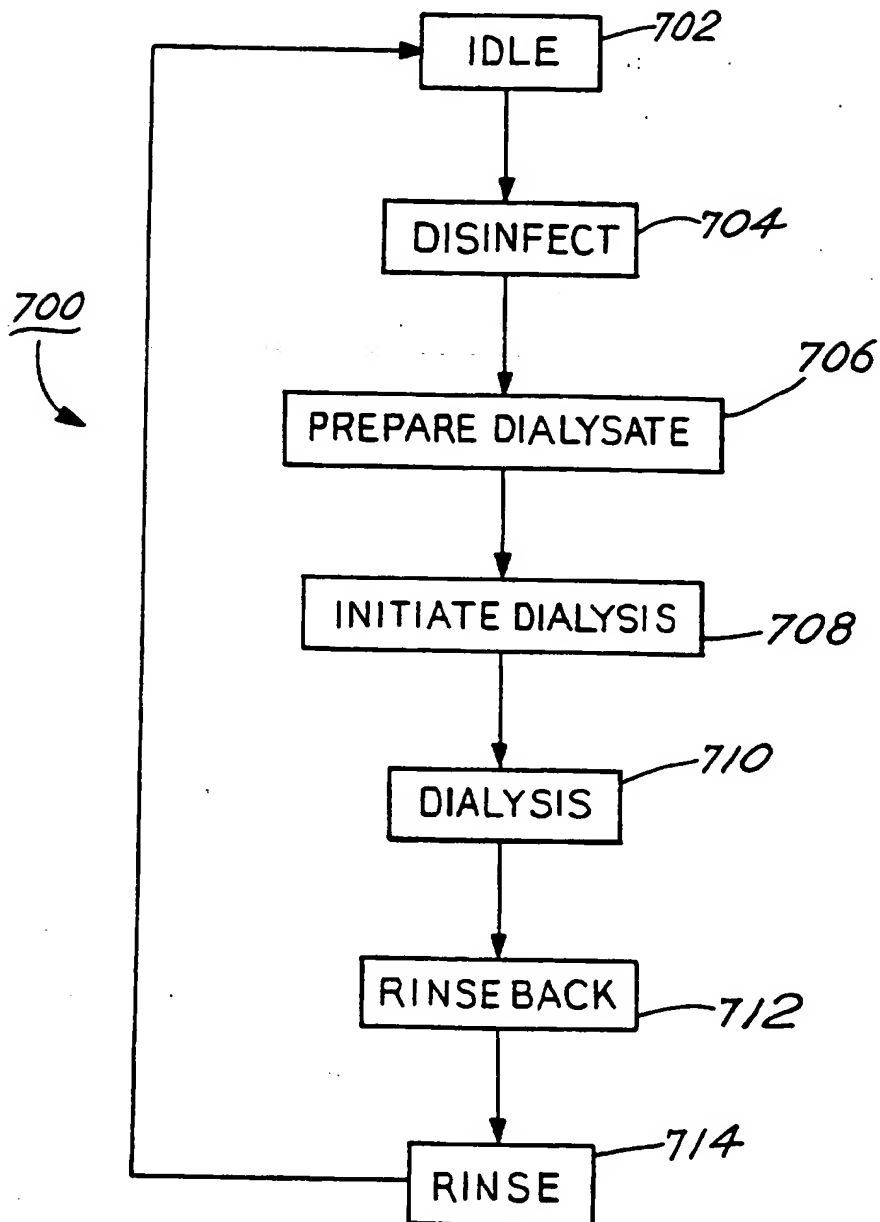 IDLE 702
DISINFECT 704
700
706
PREPARE DIALYSATE
INITIATE DIALYSIS 708
DIALYSIS 710
RINSEBACK 712
RINSE 714